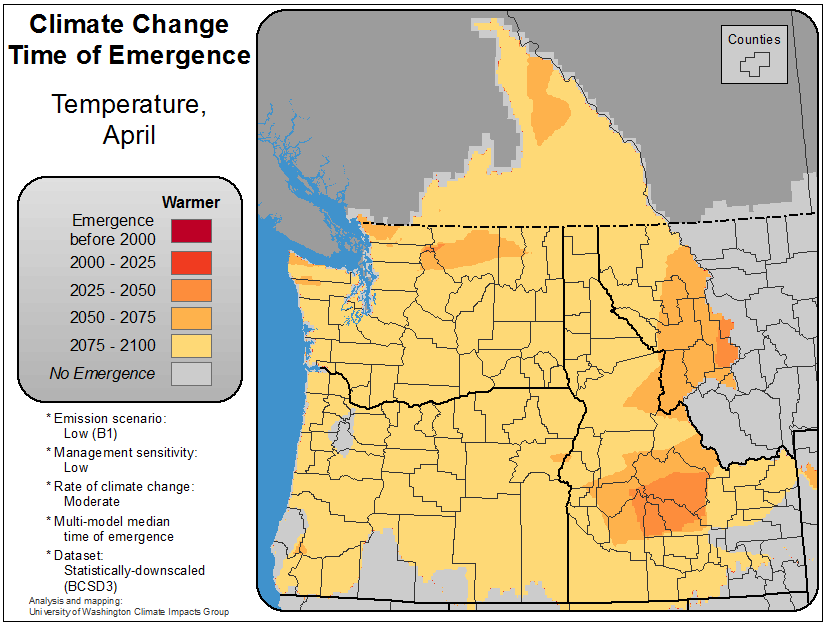 Climate Change
Time of Emergence
Temperature,
April
Warmer
Emergence
before 2000
2000 - 2025
2025 - 2050
2050 - 2075
2075 - 2100
No Emergence
* Emission scenario:
Low (B1)
* Management sensitivity:
Low
* Rate of climate change:
Moderate
* Multi-model median
time of emergence
* Dataset:
Statistically-downscaled
(BCSD3)
Analysis and mapping:
University of Washington Climate Impacts Group
Counties